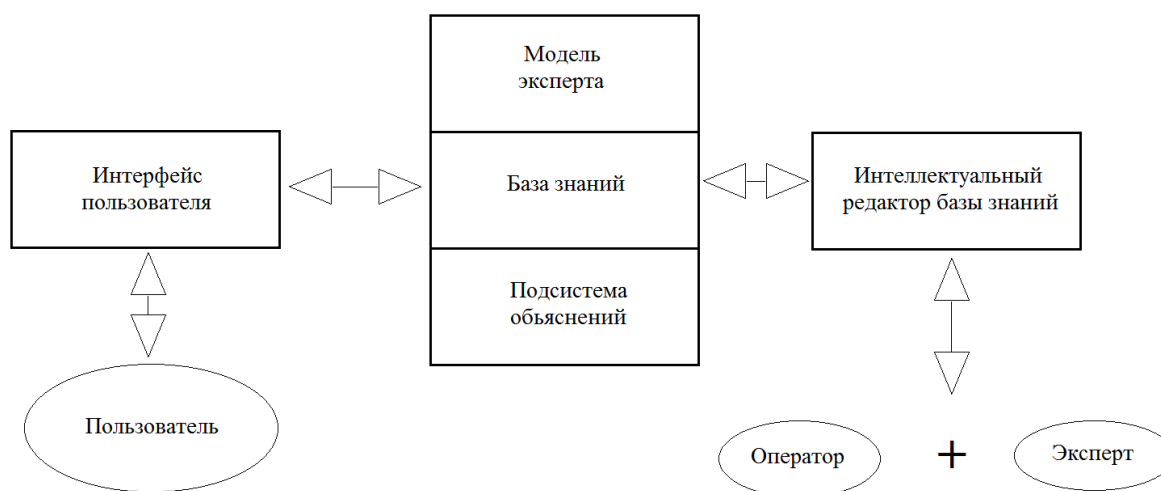 Модель
эксперта
Интерфейс
пользователя
База знаний
Интеллектуальный
редактор базы знаний
Подсистема
обьяснений
Пользователь
Оператор
+
Эксперт